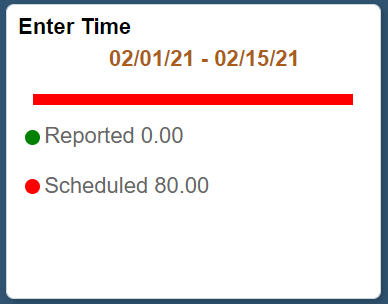 Enter Time
02/01/21 - 02/15/21
Reported 0.00
Scheduled 80.00